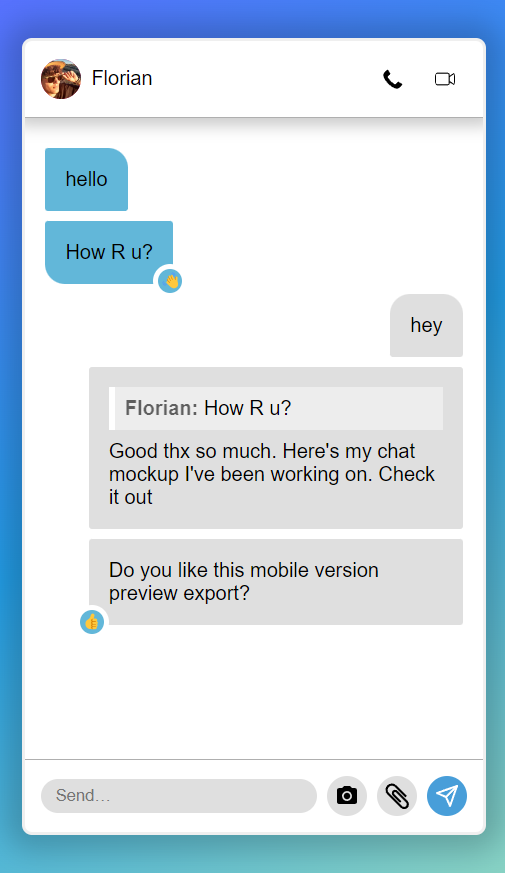 Florian
hello
How R u?
hey
Florian: How R u?
Good thx so much. Here's my chat
mockup I've been working on. Check
it out
Do you like this mobile version
preview export?
Send…